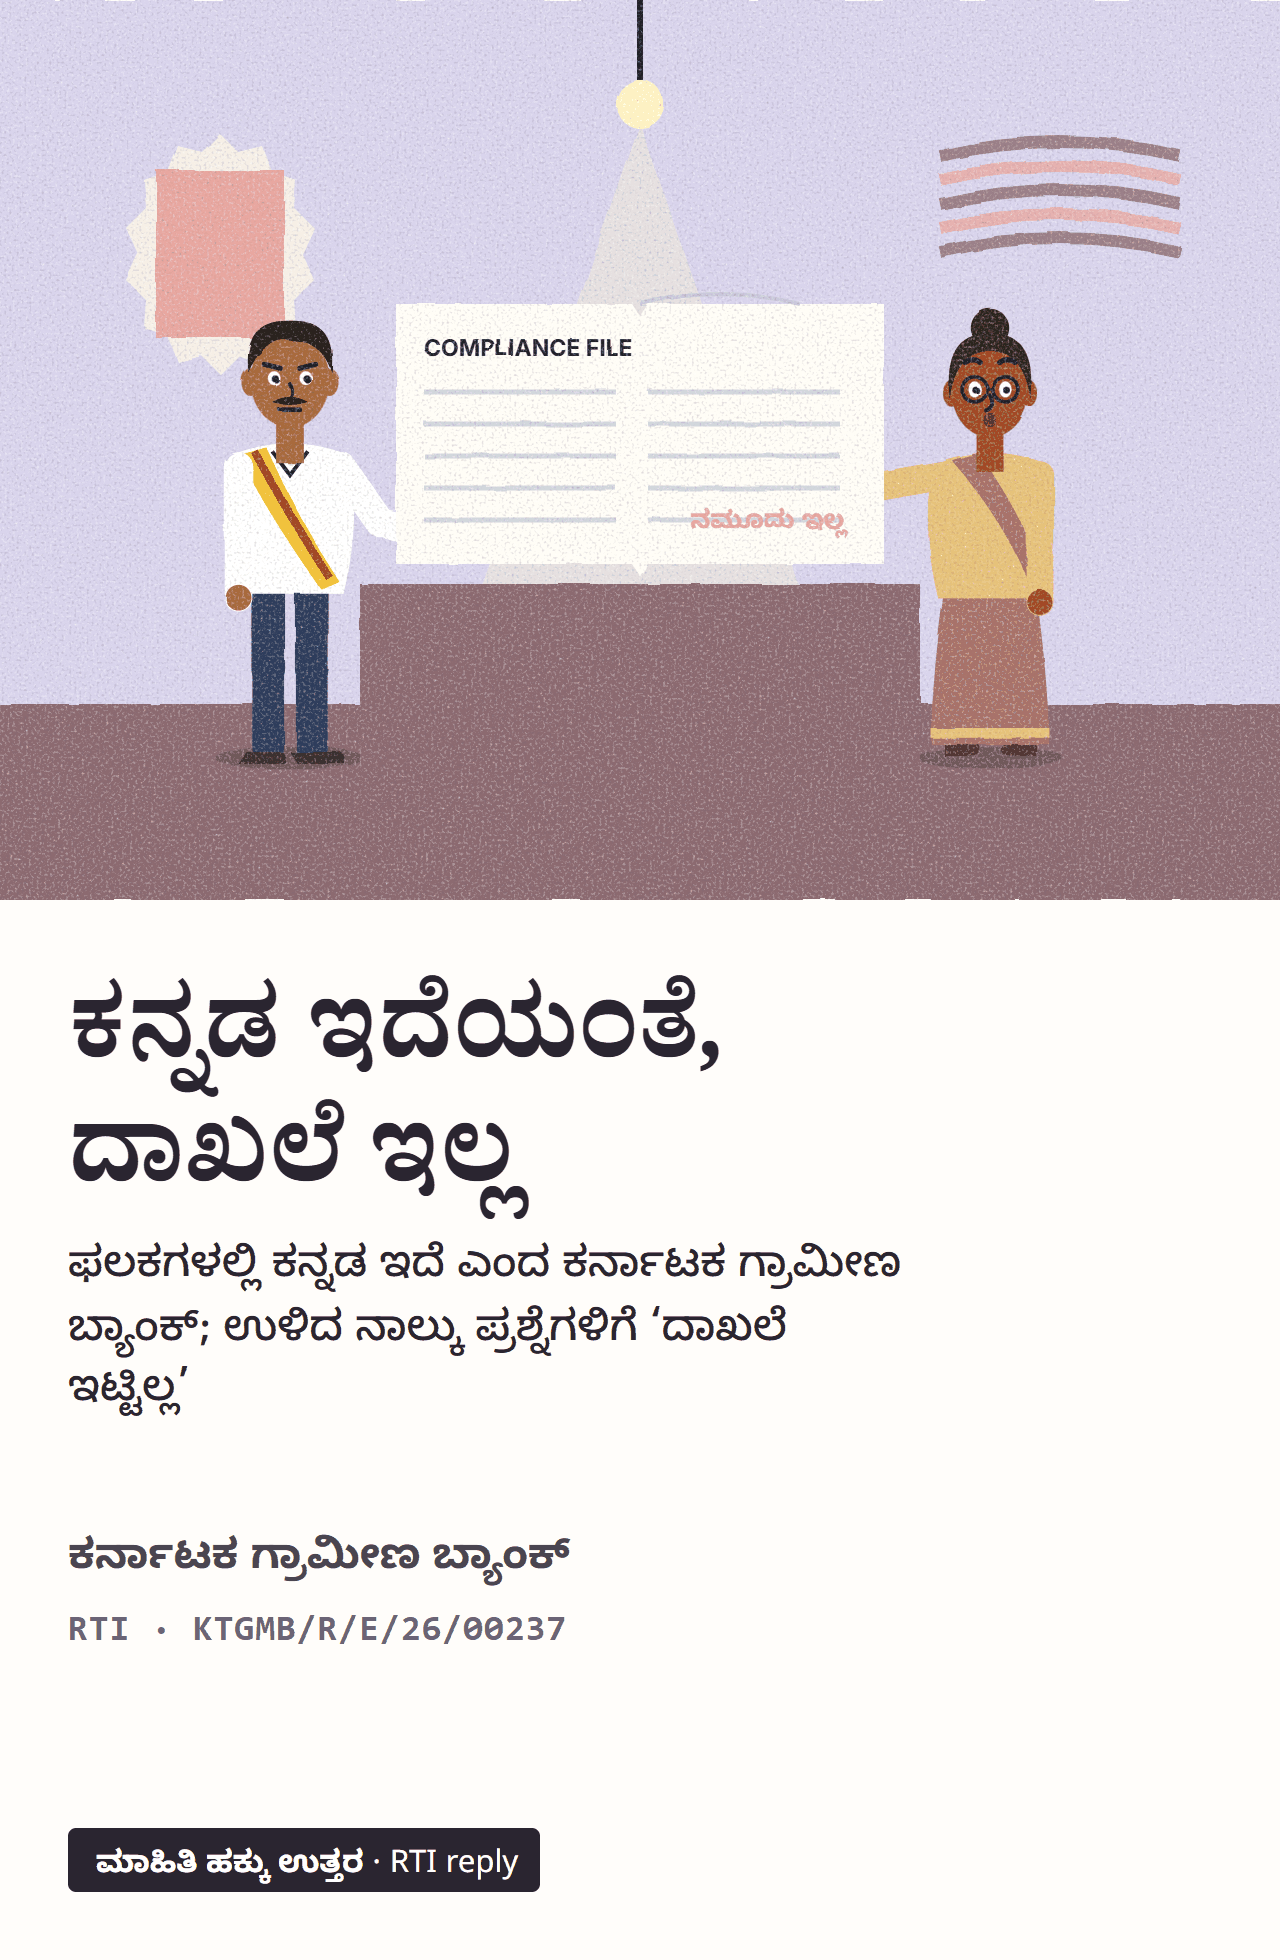 COMPLIANCE FILE
ನಮೂದು ಇಲ್ಲ
ಕನ್ನಡ ಇದೆಯಂತೆ,
ದಾಖಲೆ ಇಲ್ಲ
ಫಲಕಗಳಲ್ಲಿ ಕನ್ನಡ ಇದೆ ಎಂದ ಕರ್ನಾಟಕ ಗ್ರಾಮೀಣ
ಬ್ಯಾಂಕ್; ಉಳಿದ ನಾಲ್ಕು ಪ್ರಶ್ನೆಗಳಿಗೆ ‘ದಾಖಲೆ
ಇಟ್ಟಿಲ್ಲ’
ಕರ್ನಾಟಕ ಗ್ರಾಮೀಣ ಬ್ಯಾಂಕ್
RTI · KTGMB/R/E/26/00237
ಮಾಹಿತಿ ಹಕ್ಕು ಉತ್ತರ · RTI reply